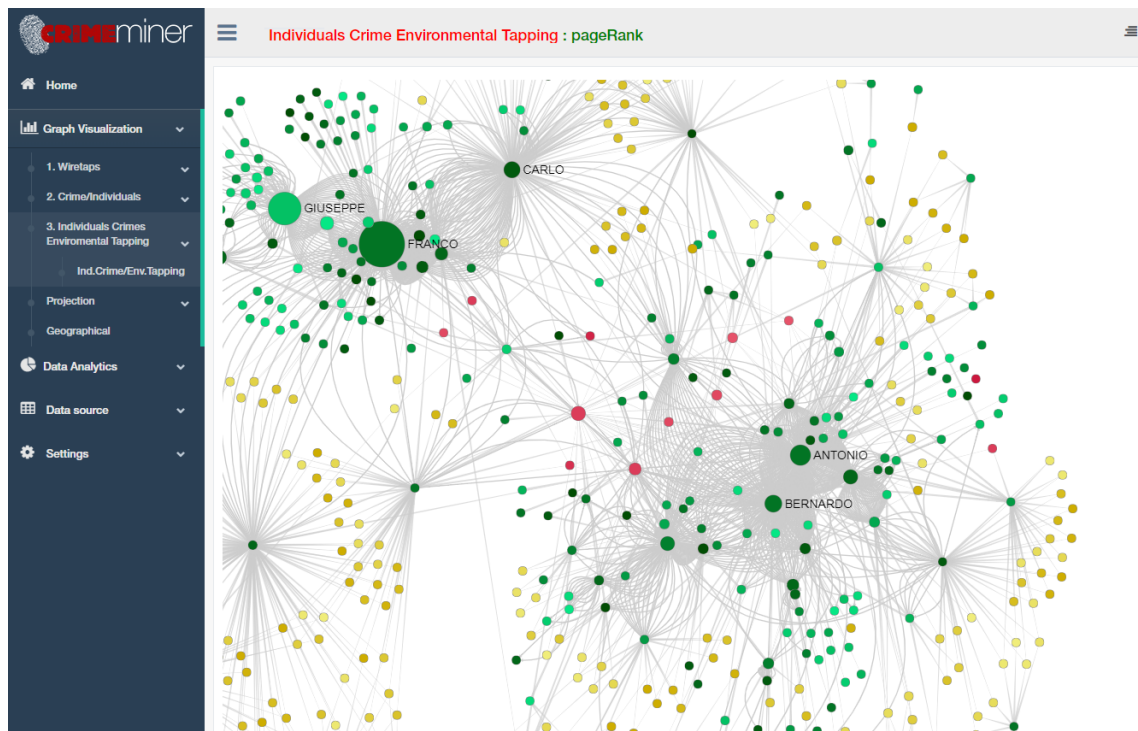 CRIMEminer
Individuals Crime Environmental Tapping : pageRank
Home
Graph Visualization
1. Wiretaps
2. Crime/Individuals
3. Individuals Crimes
Enviromental Tapping
Ind.Crime/Env.Tapping
Projection
Geographical
Data Analytics
Data source
Settings
CARLO
GIUSEPPE
FRANCO
ANTONIO
BERNARDO